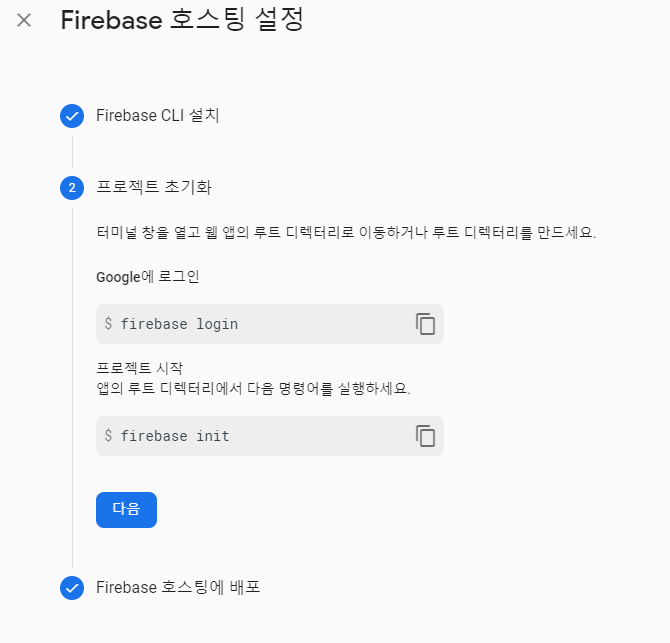 Firebase 호스팅 설정
Firebase CLI 설치
2 프로젝트 초기화
터미널 창을 열고 웹 앱의 루트 디렉터리로 이동하거나 루트 디렉터리를 만드세요.
Google에 로그인
$ firebase login
프로젝트 시작
앱의 루트 디렉터리에서 다음 명령어를 실행하세요.
$ firebase init
다음
Firebase 호스팅에 배포